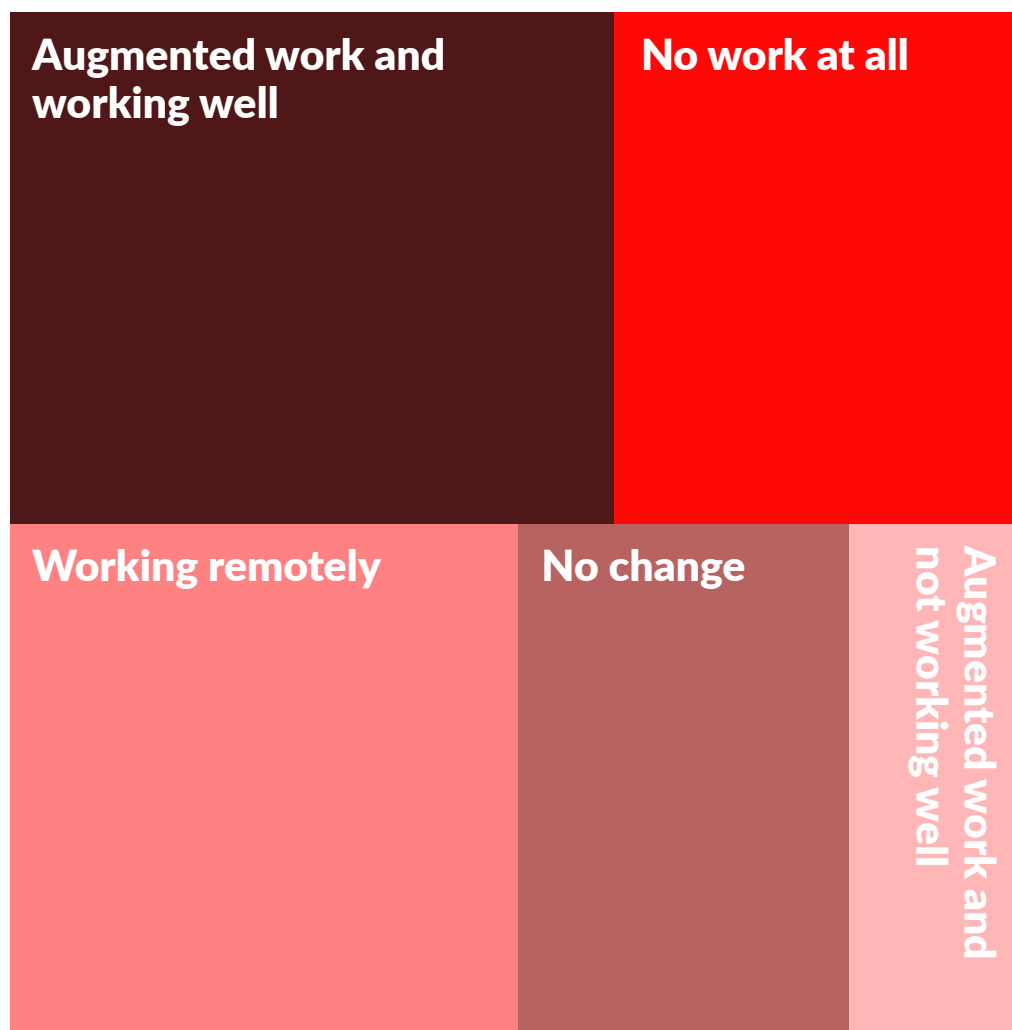 Augmented work and
working well
No work at all
Working remotely
No change
Augmented work and
not working well